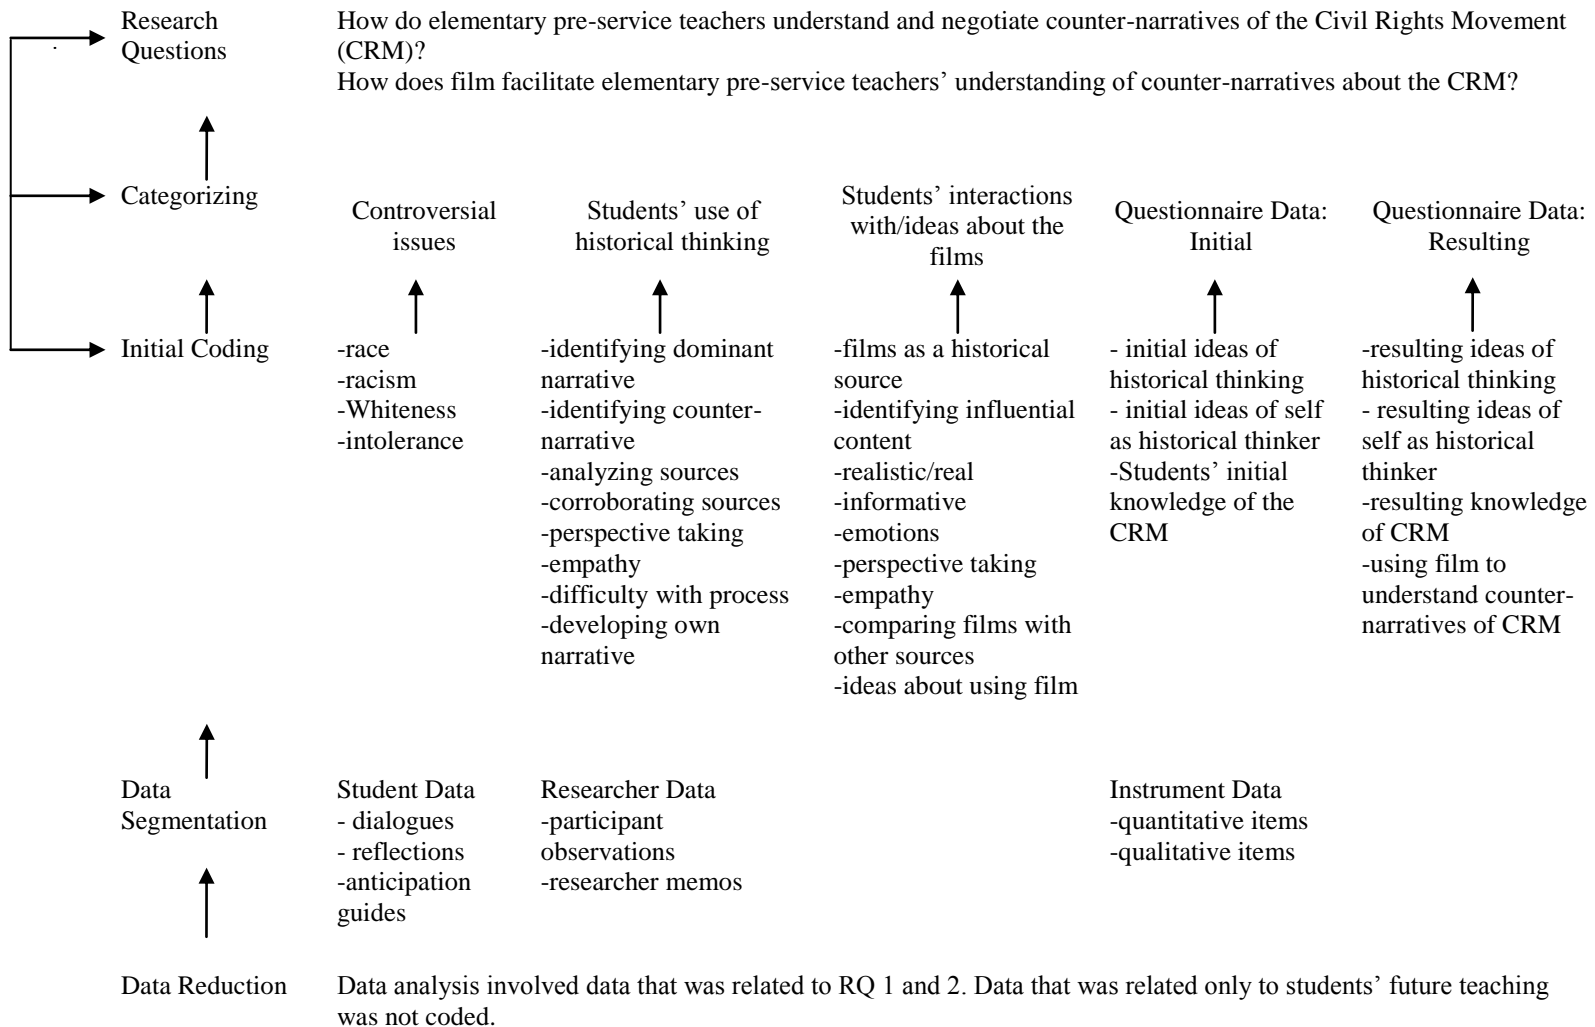 Research
Questions
How do elementary pre-service teachers understand and negotiate counter-narratives of the Civil Rights Movement
(CRM)?
How does film facilitate elementary pre-service teachers’ understanding of counter-narratives about the CRM?
Categorizing
Controversial
issues
Students’ use of
historical thinking
Students’ interactions
with/ideas about the
films
Questionnaire Data:
Initial
Questionnaire Data:
Resulting
Initial Coding
-race
-racism
-Whiteness
-intolerance
-identifying dominant
narrative
-identifying counter-
narrative
-analyzing sources
-corroborating sources
-perspective taking
-empathy
-difficulty with process
-developing own
narrative
-films as a historical
source
-identifying influential
content
-realistic/real
-informative
-emotions
-perspective taking
-empathy
-comparing films with
other sources
-ideas about using film
- initial ideas of
historical thinking
- initial ideas of self
as historical thinker
-Students’ initial
knowledge of the
CRM
-resulting ideas of
historical thinking
- resulting ideas of
self as historical
thinker
-resulting knowledge
of CRM
-using film to
understand counter-
narratives of CRM
Data
Segmentation
Student Data
- dialogues
- reflections
-anticipation
guides
Researcher Data
-participant
observations
-researcher memos
Instrument Data
-quantitative items
-qualitative items
Data Reduction
Data analysis involved data that was related to RQ 1 and 2. Data that was related only to students’ future teaching
was not coded.